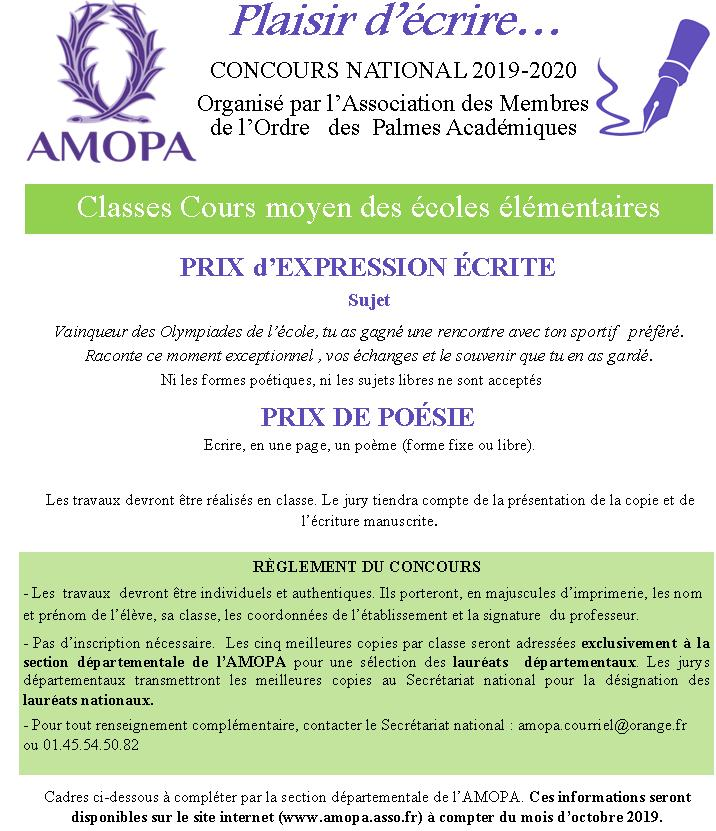 Plaisir d'écrire...
CONCOURS NATIONAL 2019-2020
Organisé par l'Association des Membres
de l'Ordre des Palmes Académiques
AMOPA
Classes Cours moyen des écoles élémentaires
PRIX d'EXPRESSION ÉCRITE
Sujet
Vainqueur des Olympiades de l'école, tu as gagné une rencontre avec ton sportif préféré.
Raconte ce moment exceptionnel , vos échanges et le souvenir que tu en as gardé.
Ni les formes poétiques, ni les sujets libres ne sont acceptés
PRIX DE POÉSIE
Ecrire, en une page, un poème (forme fixe ou libre).
Les travaux devront être réalisés en classe. Le jury tiendra compte de la présentation de la copie et de
l'écriture manuscrite.
RÈGLEMENT DU CONCOURS
- Les travaux devront être individuels et authentiques. Ils porteront, en majuscules d'imprimerie, les nom
et prénom de l'élève, sa classe, les coordonnées de l'établissement et la signature du professeur.
- Pas d'inscription nécessaire. Les cinq meilleures copies par classe seront adressées exclusivement à la
section départementale de l'AMOPA pour une sélection des lauréats départementaux. Les jurys
départementaux transmettront les meilleures copies au Secrétariat national pour la désignation des
lauréats nationaux.
- Pour tout renseignement complémentaire, contacter le Secrétariat national : amopa.courriel@orange.fr
ou 01.45.54.50.82
Cadres ci-dessous à compléter par la section départementale de l'AMOPA. Ces informations seront
disponibles sur le site internet (www.amopa.asso.fr) à compter du mois d'octobre 2019.